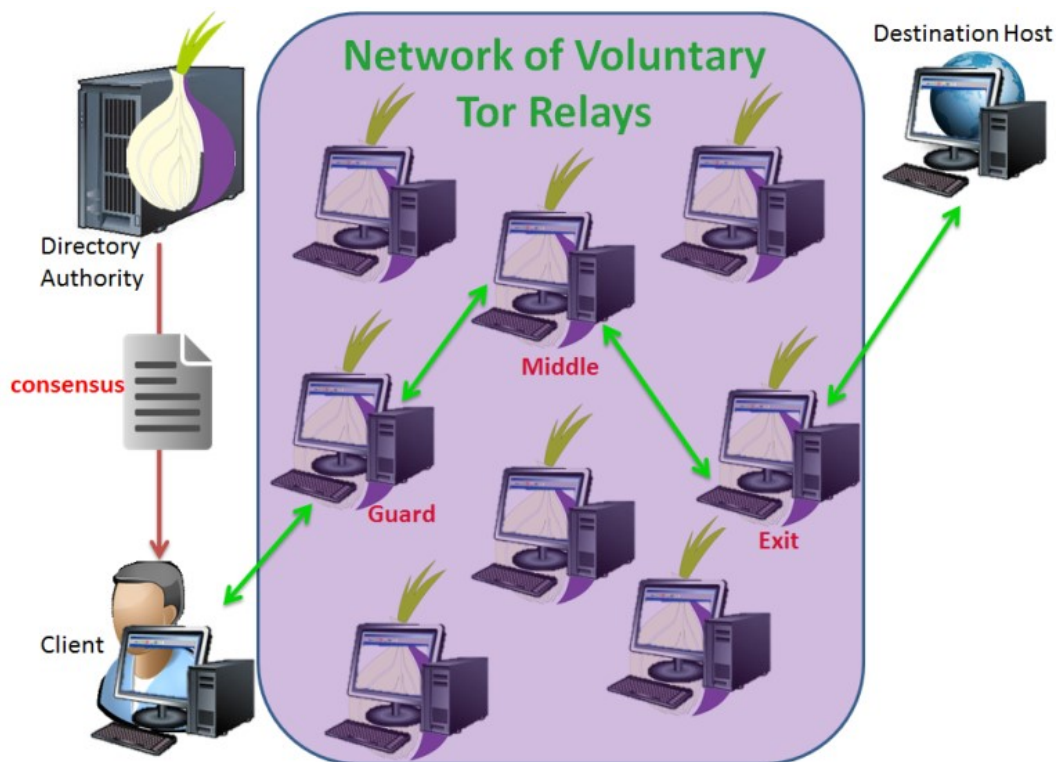 Network of Voluntary
Tor Relays
Destination Host
Directory
Authority
consensus
Middle
Guard
Exit
Client